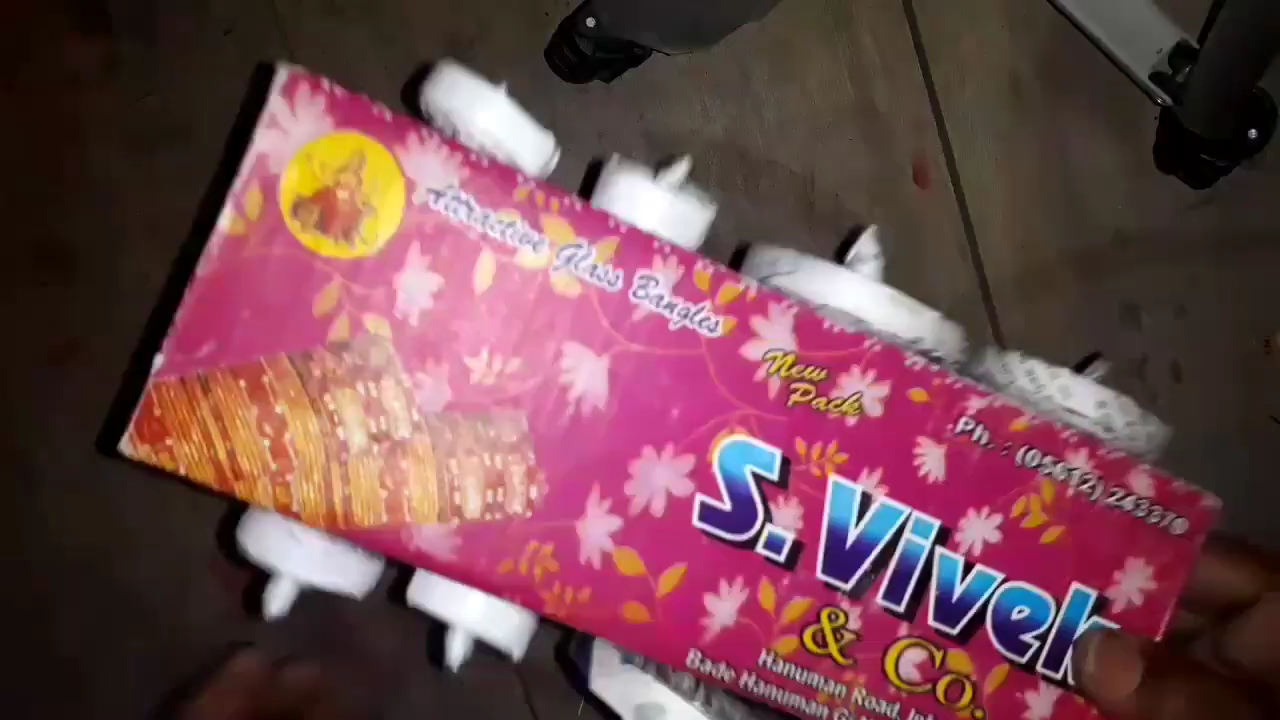 Attractive Glass Bangles
New
Pack
Ph. : (05612) 243370
S. Vivek
& Co.
Hanuman Road,
Bade Hanuman